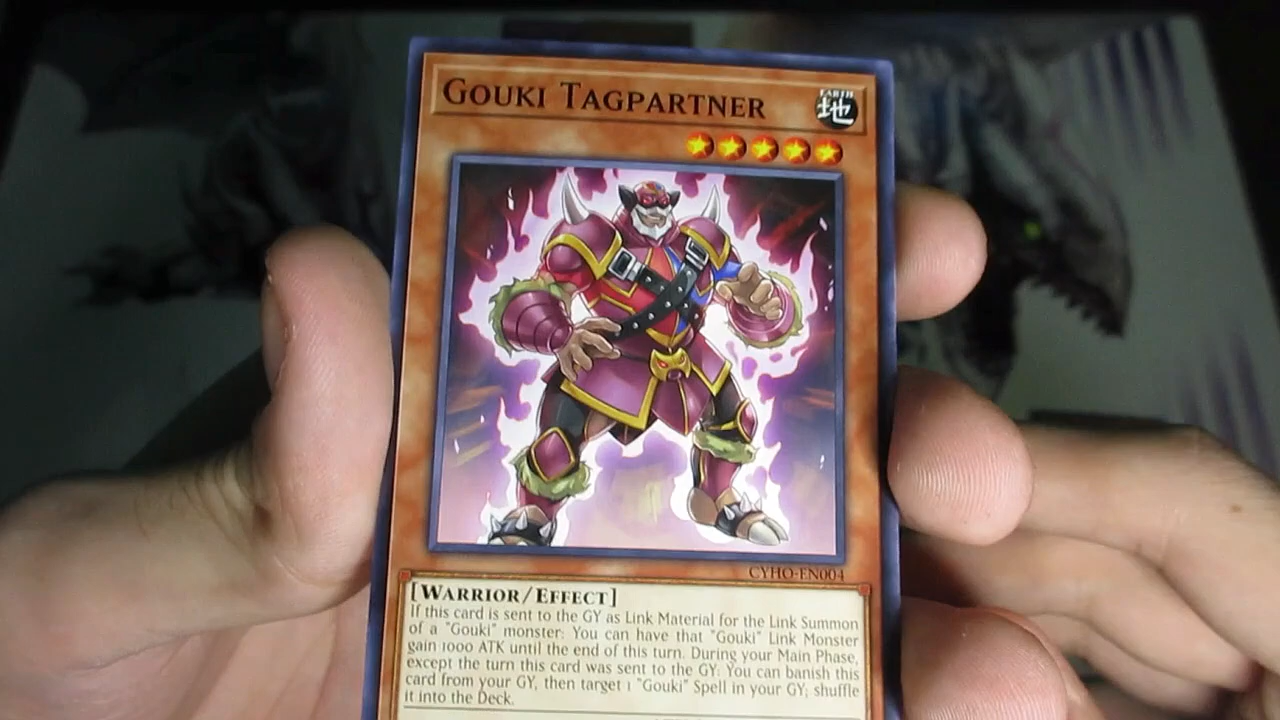 GOUKI TAGPARTNER
EARTH
地
CYHO-EN004
[WARRIOR/EFFECT]
If this card is sent to the GY as Link Material for the Link Summon
of a "Gouki" monster: You can have that "Gouki" Link Monster
gain 1000 ATK until the end of this turn. During your Main Phase,
except the turn this card was sent to the GY: You can banish this
card from your GY, then target 1 "Gouki" Spell in your GY; shuffle
it into the Deck.